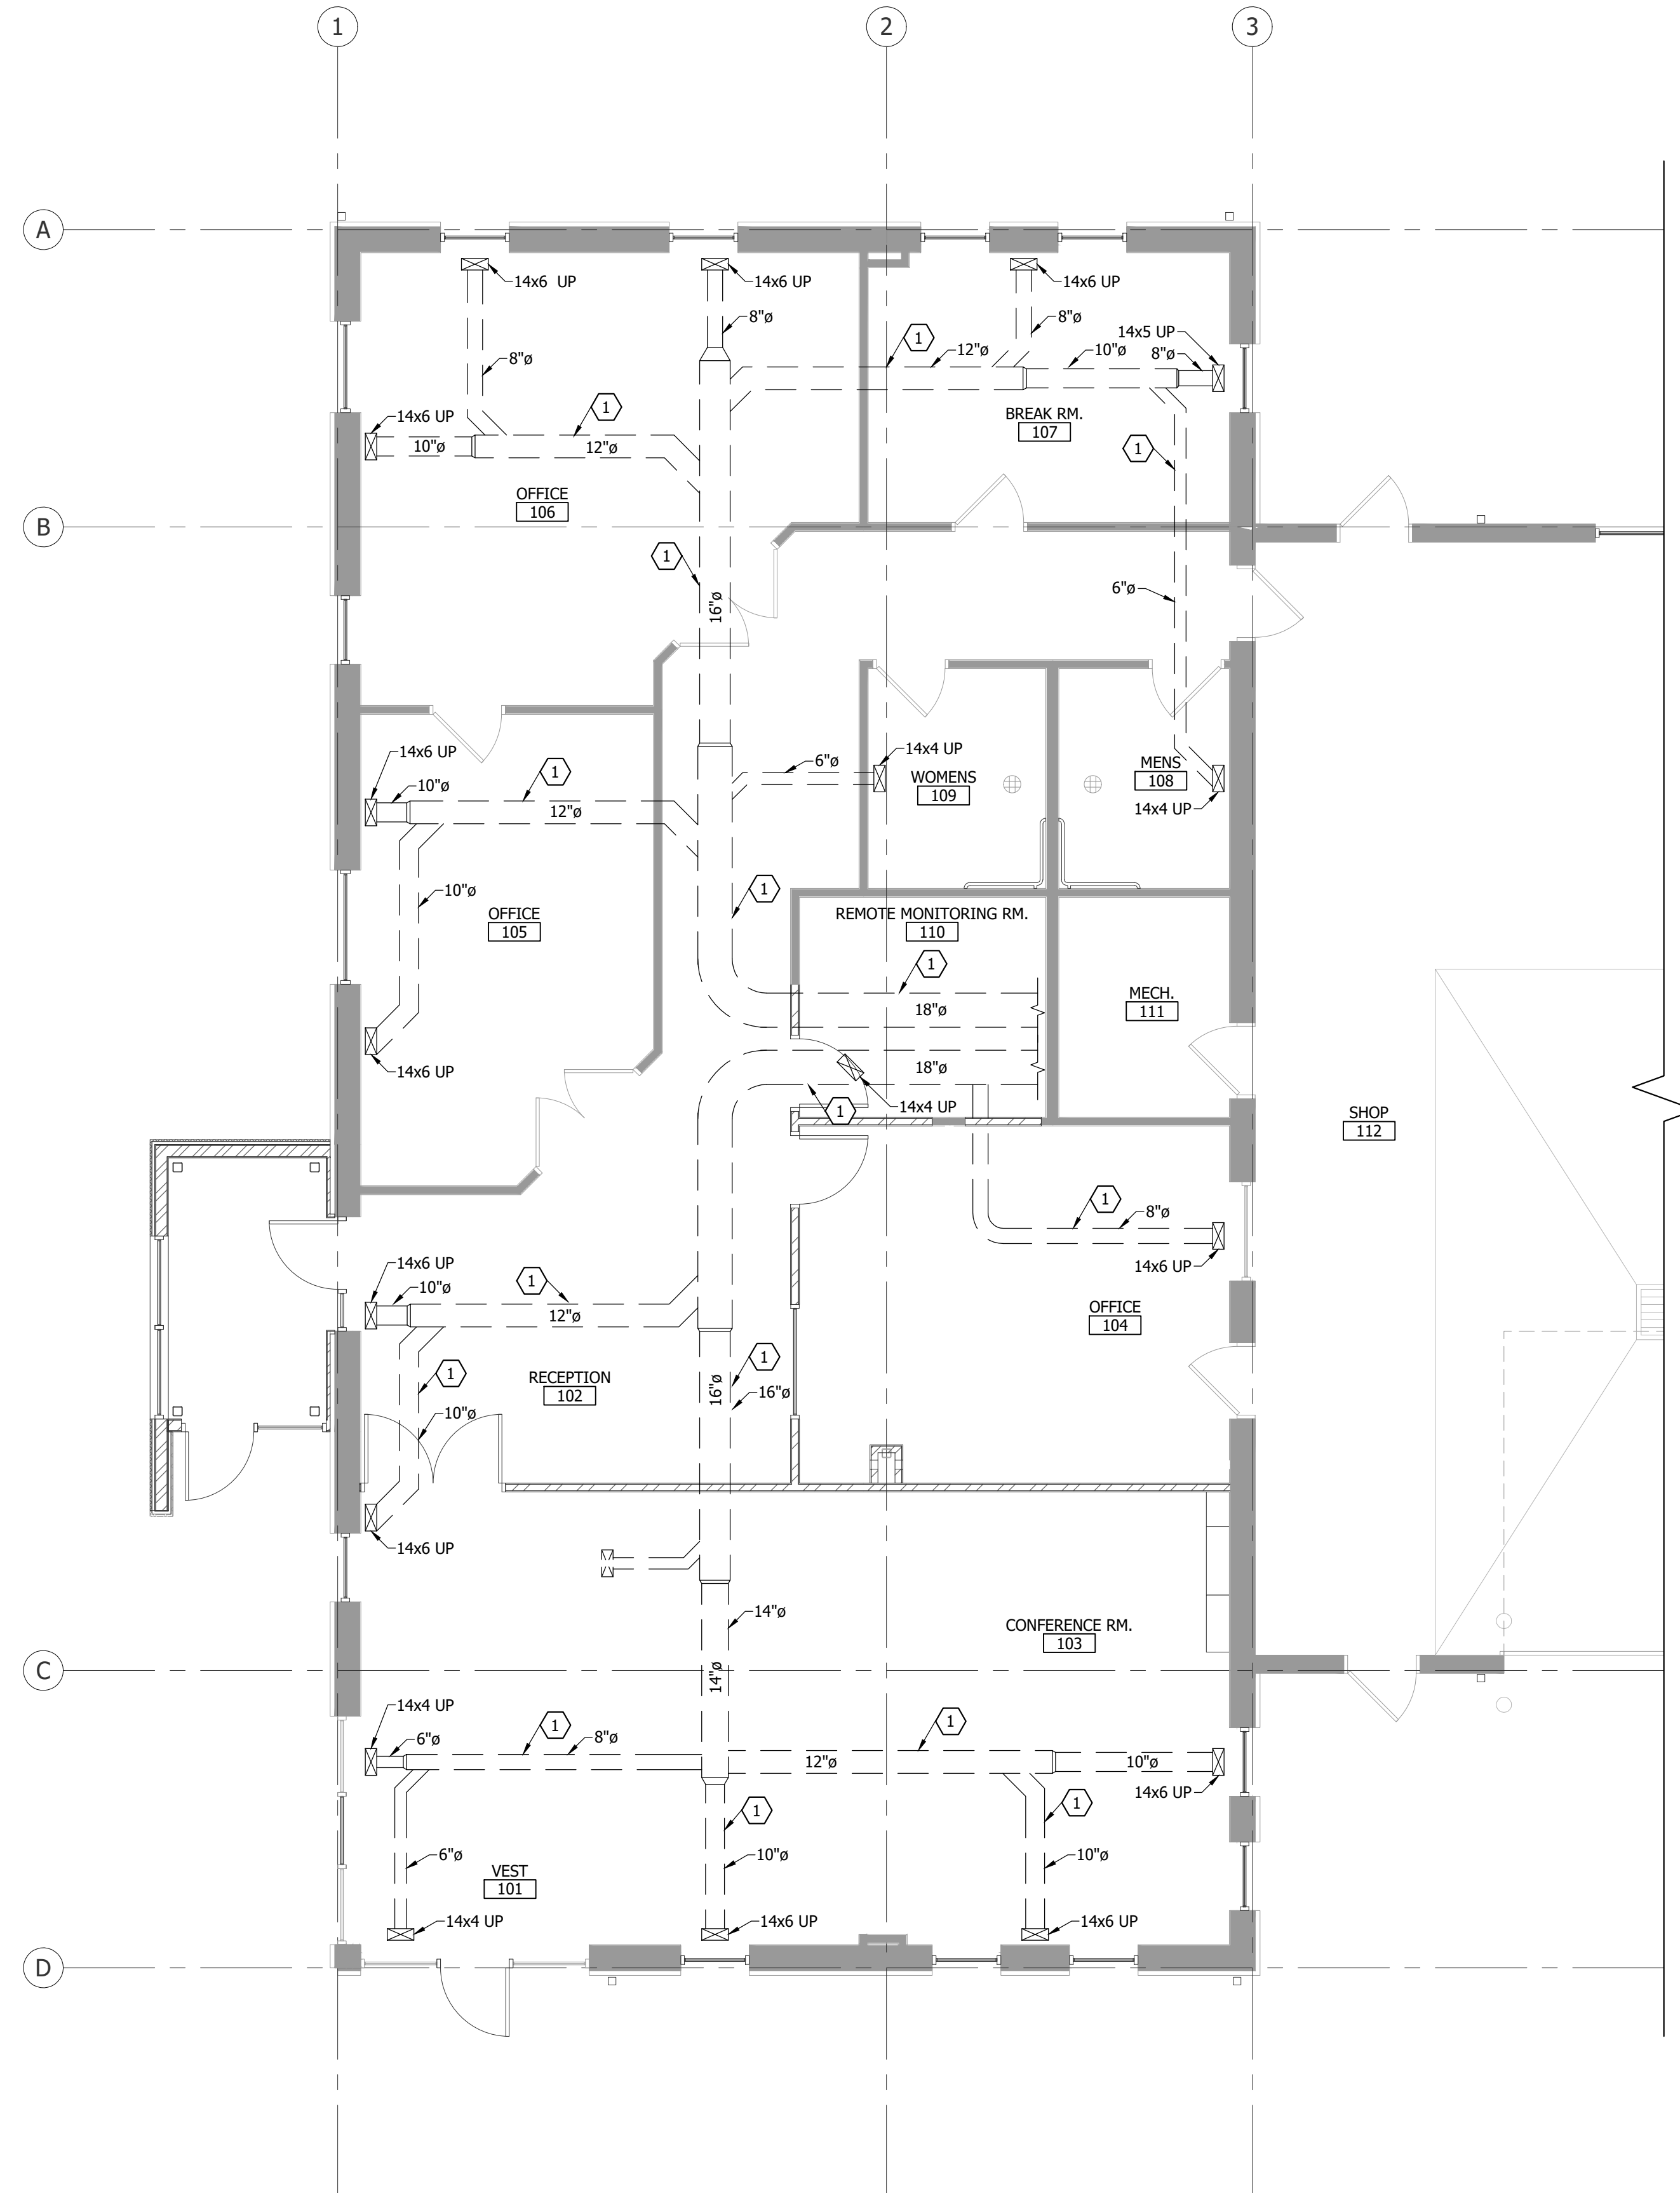 1
2
3
A
14x6  UP
14x6 UP
14x6 UP
8"ø
8"ø
1
14x5 UP
12"ø
10"ø
8"ø
8"ø
14x6 UP
1
10"ø
12"ø
BREAK RM.
107
1
OFFICE
106
B
1
16"ø
6"ø
14x6 UP
14x4 UP
6"ø
1
10"ø
12"ø
WOMENS
109
MENS
108
14x4 UP
10"ø
1
OFFICE
105
REMOTE MONITORING RM.
110
1
MECH.
111
18"ø
18"ø
14x6 UP
14x4 UP
1
SHOP
112
1
8"ø
14x6 UP
14x6 UP
10"ø
1
12"ø
OFFICE
104
1
1
16"ø
16"ø
RECEPTION
102
10"ø
14x6 UP
14"ø
CONFERENCE RM.
103
C
14"ø
14x4 UP
6"ø
1
8"ø
1
12"ø
10"ø
14x6 UP
1
1
6"ø
10"ø
10"ø
VEST
101
14x4 UP
14x6 UP
14x6 UP
D